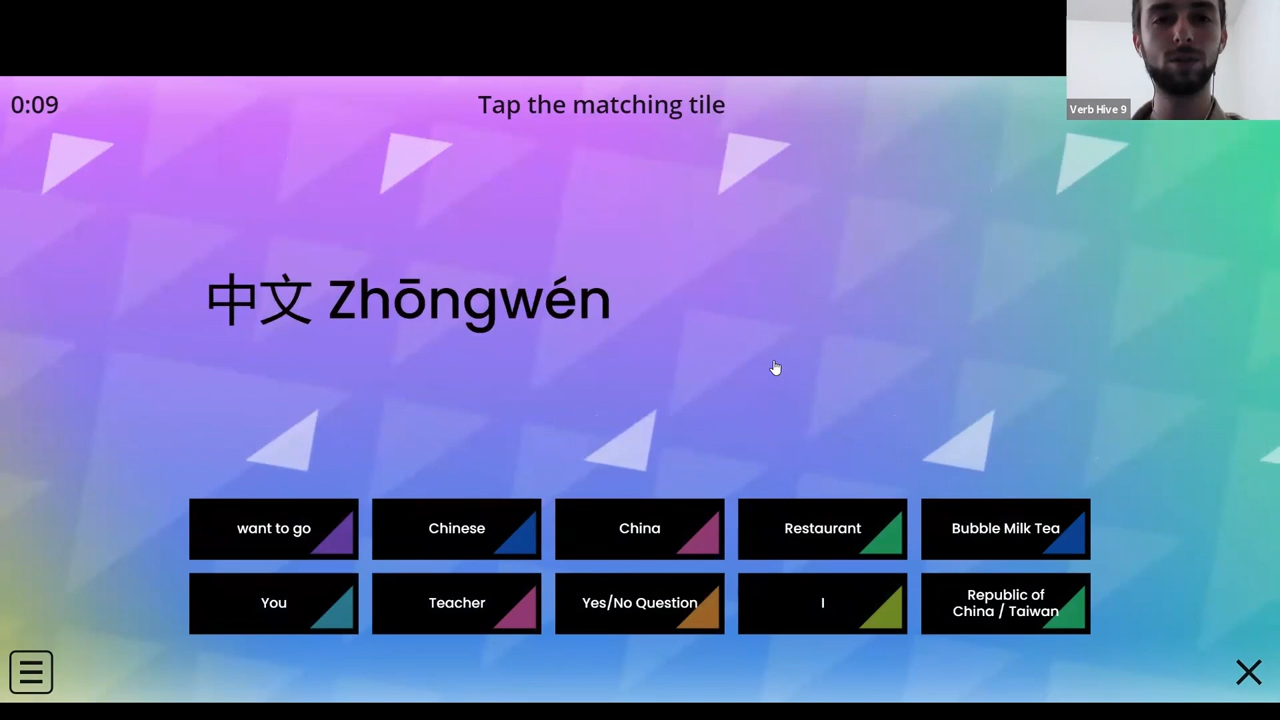 Verb Hive 9
0:09
Tap the matching tile
中文 Zhōngwén
want to go
Chinese
China
Restaurant
Bubble Milk Tea
You
Teacher
Yes/No Question
I
Republic of
China / Taiwan